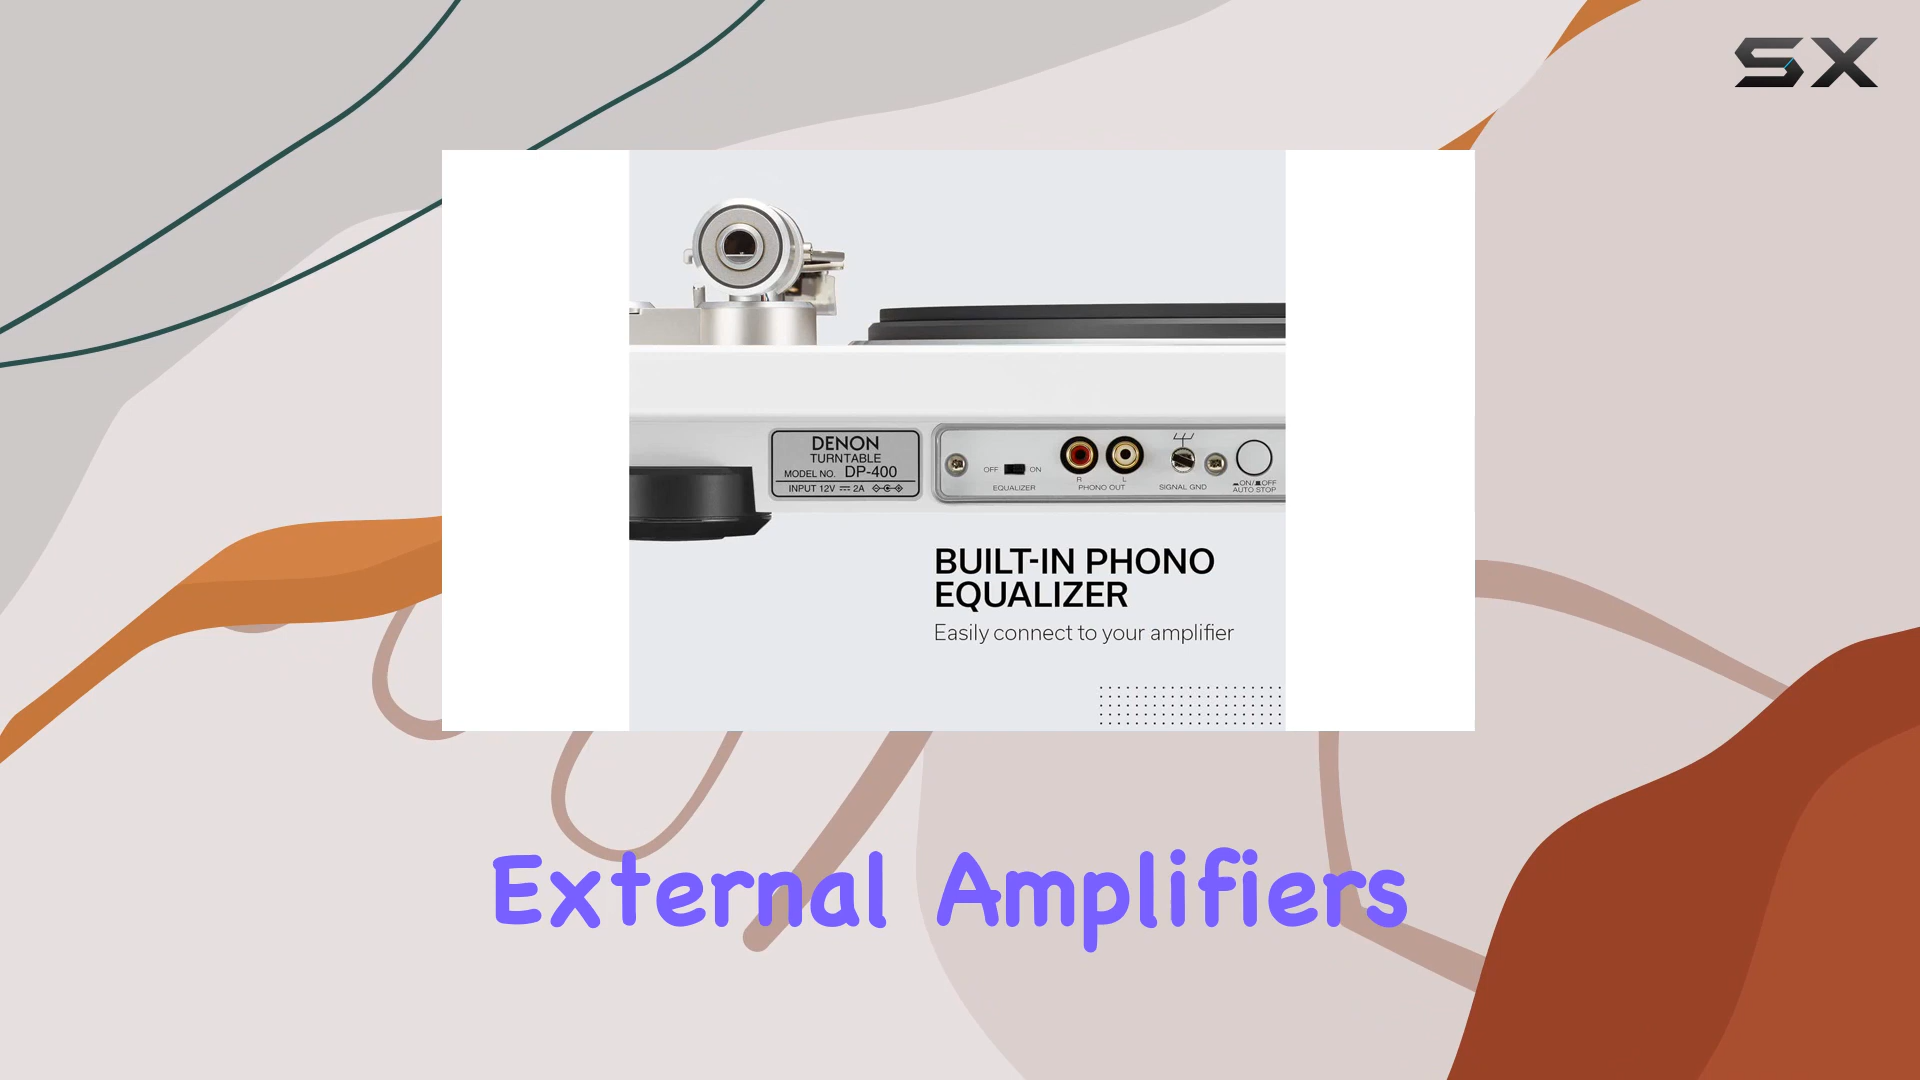 SX
DENON
TURNTABLE
MODEL NO. DP-400
INPUT 12V ⎓ 2A
OFF ON
EQUALIZER
R L
PHONO OUT
SIGNAL GND
ON/OFF
AUTO STOP
BUILT-IN PHONO
EQUALIZER
Easily connect to your amplifier
External Amplifiers